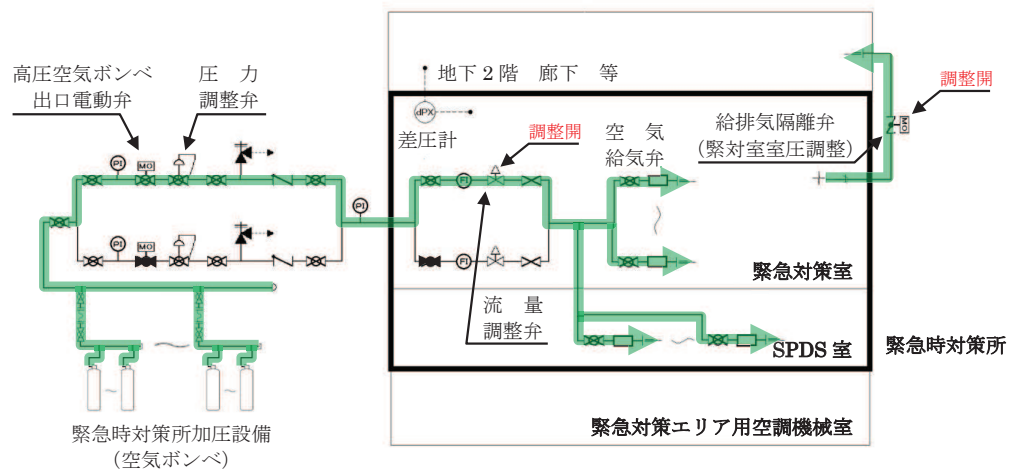 高圧空気ボンベ
出口電動弁
圧　力
調整弁
地下2階　廊下　等
dPX
差圧計
調整開
空　気
給気弁
給排気隔離弁
(緊対室室圧調整)
調整開
MO
PI
MO
PI
FI
PI
MO
FI
緊急対策室
流　量
調整弁
SPDS 室
緊急時対策所
緊急対策エリア用空調機械室
緊急時対策所加圧設備
(空気ボンベ)